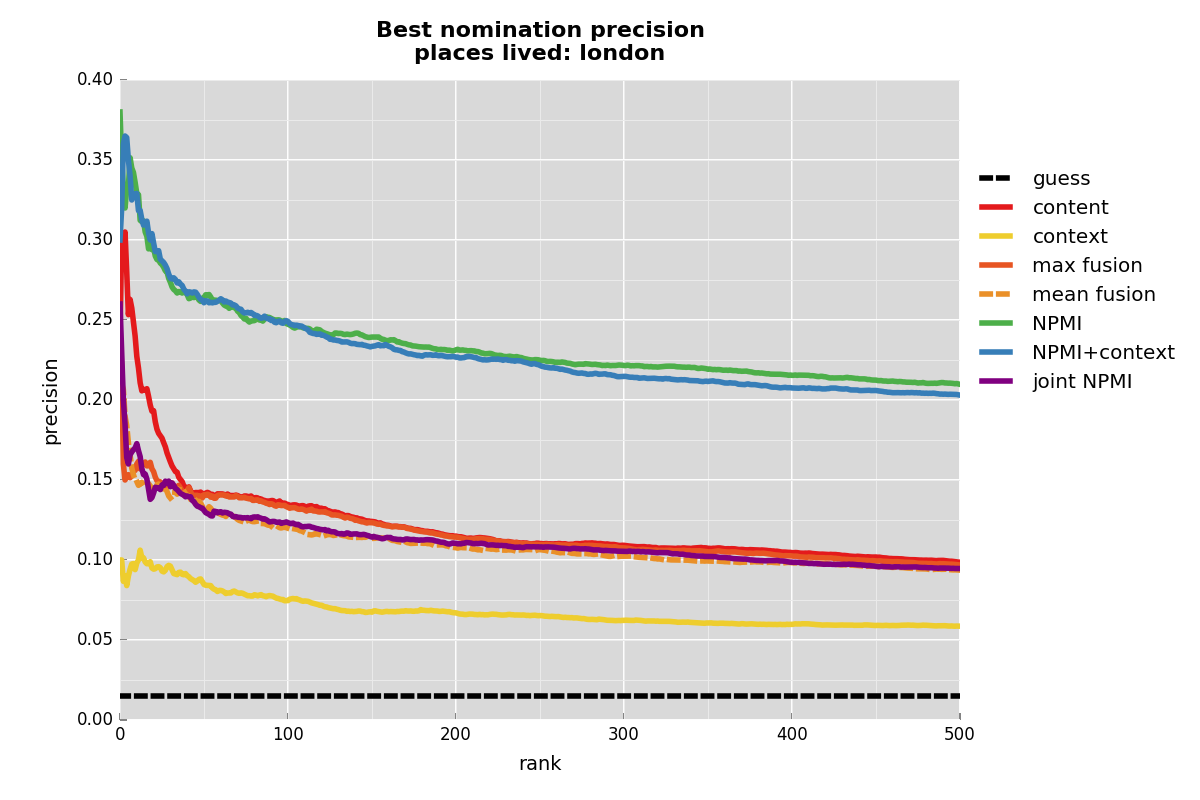 Best nomination precision
places lived: london
precision
0.40
0.35
0.30
0.25
0.20
0.15
0.10
0.05
0.00
0
100
200
300
400
500
rank
guess
content
context
max fusion
mean fusion
NPMI
NPMI+context
joint NPMI